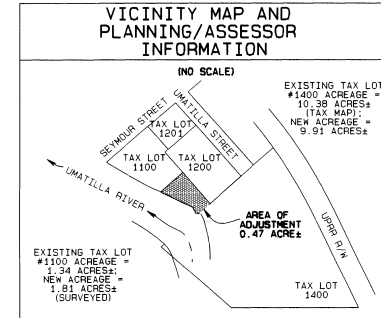 VICINITY MAP AND
PLANNING/ASSESSOR
INFORMATION
(NO SCALE)
EXISTING TAX LOT
#1400 ACREAGE =
10.38 ACRES±
(TAX MAP);
NEW ACREAGE =
9.91 ACRES±
SEYMOUR STREET
UMATILLA STREET
TAX LOT
1201
TAX LOT
1100
TAX LOT
1200
UMATILLA RIVER
AREA OF
ADJUSTMENT
0.47 ACRE±
UPRR R/W
EXISTING TAX LOT
#1100 ACREAGE =
1.34 ACRES±;
NEW ACREAGE =
1.81 ACRES±
(SURVEYED)
TAX LOT
1400